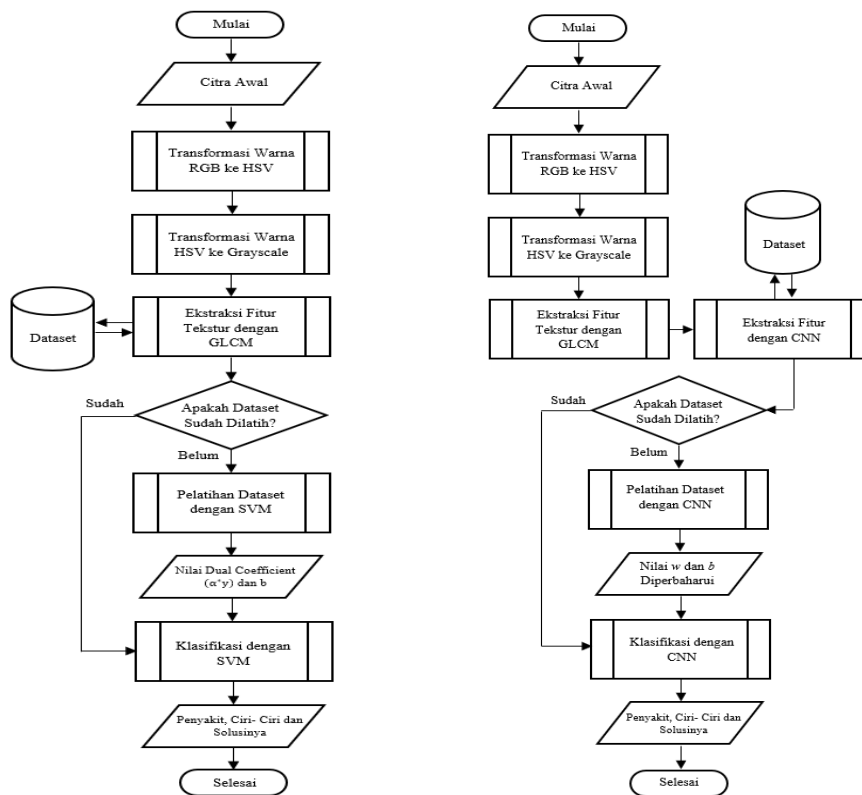 Mulai
Citra Awal
Transformasi Warna
RGB ke HSV
Transformasi Warna
HSV ke Grayscale
Dataset
Ekstraksi Fitur
Tekstur dengan
GLCM
Sudah
Apakah Dataset
Sudah Dilatih?
Belum
Pelatihan Dataset
dengan SVM
Nilai Dual Coefficient
(α*y) dan b
Klasifikasi dengan
SVM
Penyakit, Ciri- Ciri dan
Solusinya
Selesai
Mulai
Citra Awal
Transformasi Warna
RGB ke HSV
Transformasi Warna
HSV ke Grayscale
Dataset
Ekstraksi Fitur
Tekstur dengan
GLCM
Ekstraksi Fitur
dengan CNN
Sudah
Apakah Dataset
Sudah Dilatih?
Belum
Pelatihan Dataset
dengan CNN
Nilai w dan b
Diperbaharui
Klasifikasi dengan
CNN
Penyakit, Ciri- Ciri dan
Solusinya
Selesai